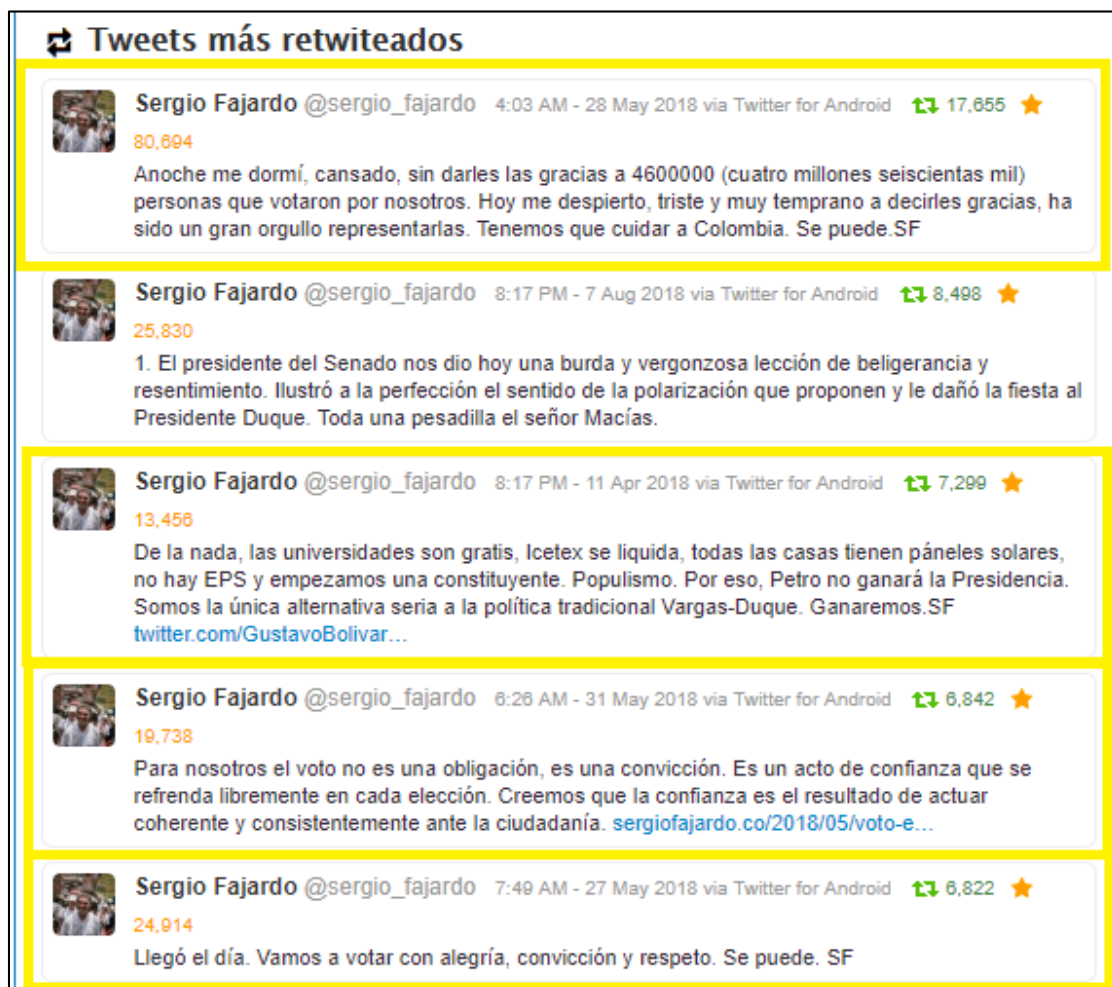 Tweets más retwiteados
Sergio Fajardo @sergio_fajardo 4:03 AM - 28 May 2018 via Twitter for Android 17,655
80,694
Anoche me dormí, cansado, sin darles las gracias a 4600000 (cuatro millones seiscientas mil)
personas que votaron por nosotros. Hoy me despierto, triste y muy temprano a decirles gracias, ha
sido un gran orgullo representarlas. Tenemos que cuidar a Colombia. Se puede.SF
Sergio Fajardo @sergio_fajardo 8:17 PM - 7 Aug 2018 via Twitter for Android 8,498
25,830
1. El presidente del Senado nos dio hoy una burda y vergonzosa lección de beligerancia y
resentimiento. Ilustró a la perfección el sentido de la polarización que proponen y le dañó la fiesta al
Presidente Duque. Toda una pesadilla el señor Macías.
Sergio Fajardo @sergio_fajardo 8:17 PM - 11 Apr 2018 via Twitter for Android 7,299
13,456
De la nada, las universidades son gratis, Icetex se liquida, todas las casas tienen páneles solares,
no hay EPS y empezamos una constituyente. Populismo. Por eso, Petro no ganará la Presidencia.
Somos la única alternativa seria a la política tradicional Vargas-Duque. Ganaremos.SF
twitter.com/GustavoBolivar…
Sergio Fajardo @sergio_fajardo 6:26 AM - 31 May 2018 via Twitter for Android 6,842
19,738
Para nosotros el voto no es una obligación, es una convicción. Es un acto de confianza que se
refrenda libremente en cada elección. Creemos que la confianza es el resultado de actuar
coherente y consistentemente ante la ciudadanía. sergiofajardo.co/2018/05/voto-e…
Sergio Fajardo @sergio_fajardo 7:49 AM - 27 May 2018 via Twitter for Android 6,822
24,914
Llegó el día. Vamos a votar con alegría, convicción y respeto. Se puede. SF